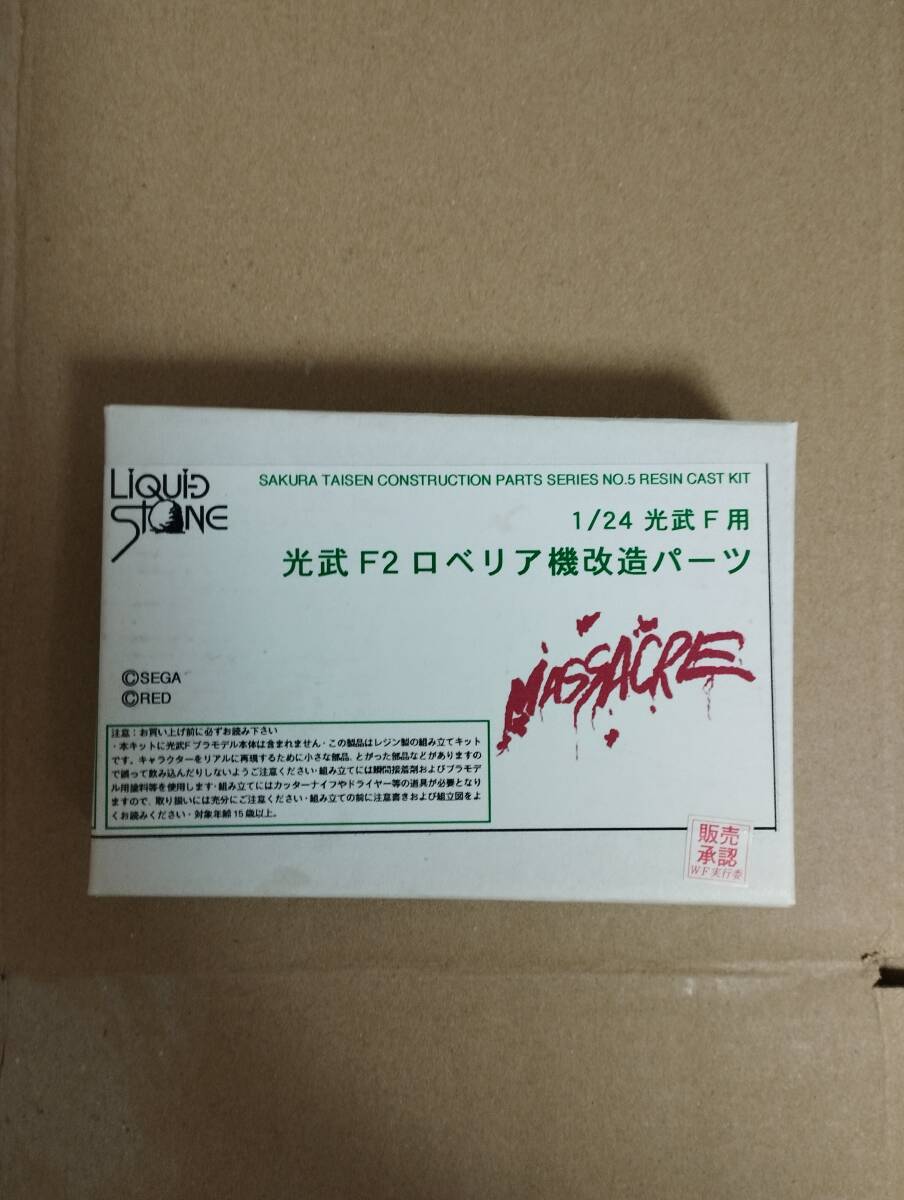 LIQUID STONE
SAKURA TAISEN CONSTRUCTION PARTS SERIES NO.5 RESIN CAST KIT
1/24 光武F用
光武F2ロベリア機改造パーツ
MASSACRE
©SEGA
©RED
注意：お買い上げ前に必ずお読み下さい
・本キットに光武Fプラモデル本体は含まれません・この製品はレジン製の組み立てキット
です。キャラクターをリアルに再現するために小さな部品、とがった部品などがありますの
で誤って飲み込んだりしないようご注意ください・組み立てには瞬間接着剤およびプラモデ
ル用塗料等を使用します・組み立てにはカッターナイフやドライヤー等の道具が必要となり
ますので、取り扱いには充分にご注意ください・組み立ての前に注意書きおよび組立図をよ
くお読みください・対象年齢15歳以上。
販売
承認
WF実行委